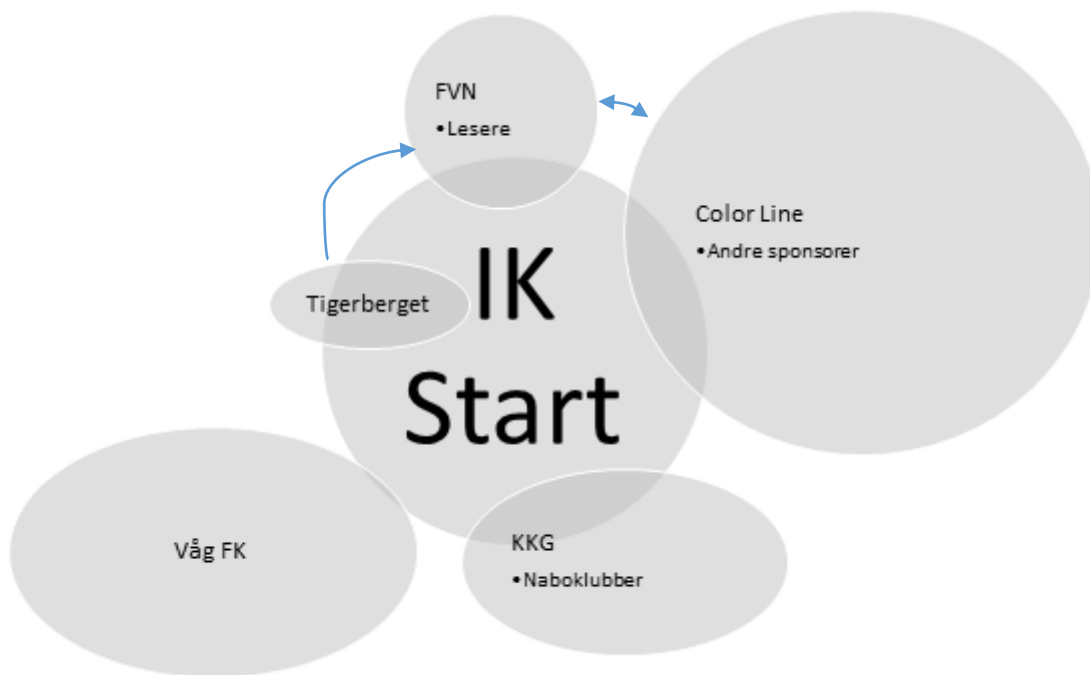 FVN
•Lesere
Color Line
•Andre sponsorer
IK
Start
Tigerberget
Våg FK
KKG
•Naboklubber